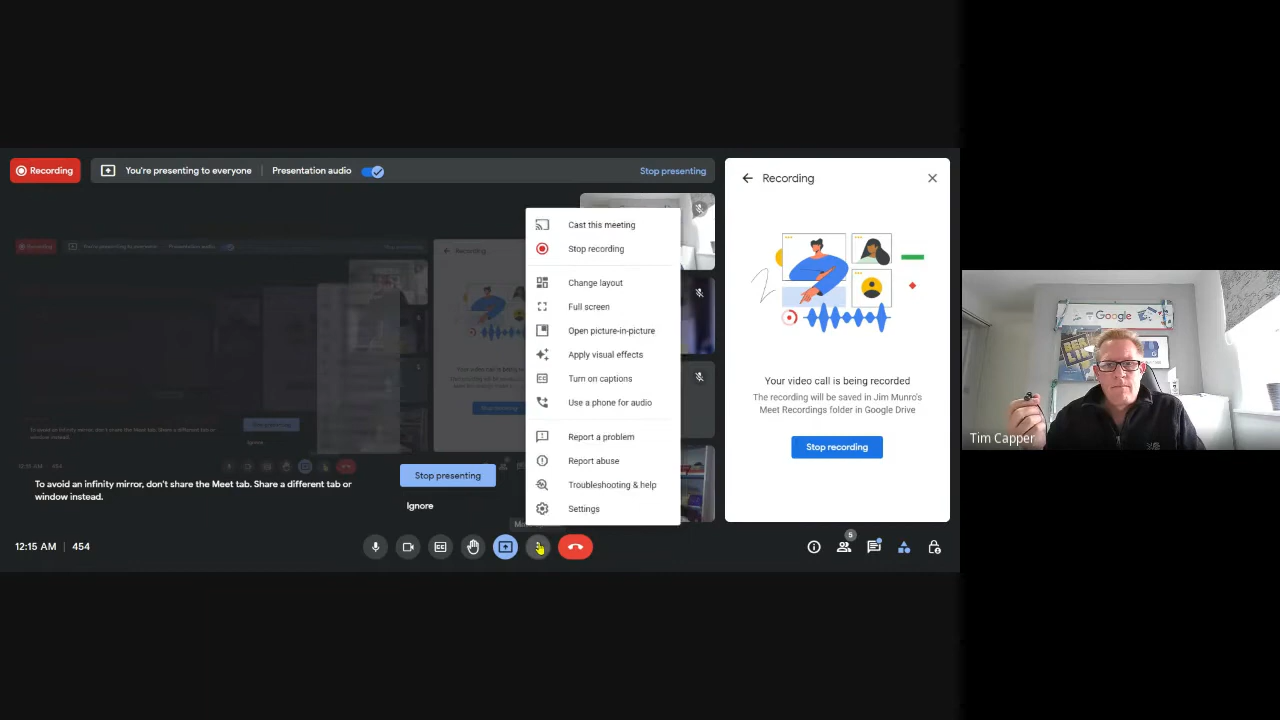 Recording
You're presenting to everyone
Presentation audio
Stop presenting
Recording
Cast this meeting
Stop recording
Change layout
Full screen
Open picture-in-picture
Apply visual effects
Turn on captions
Use a phone for audio
Report a problem
Report abuse
Troubleshooting & help
Settings
Your video call is being recorded
The recording will be saved in Jim Munro's
Meet Recordings folder in Google Drive
Stop recording
To avoid an infinity mirror, don't share the Meet tab. Share a different tab or
window instead.
Stop presenting
Ignore
12:15 AM | 454
5
Google
Tim Capper